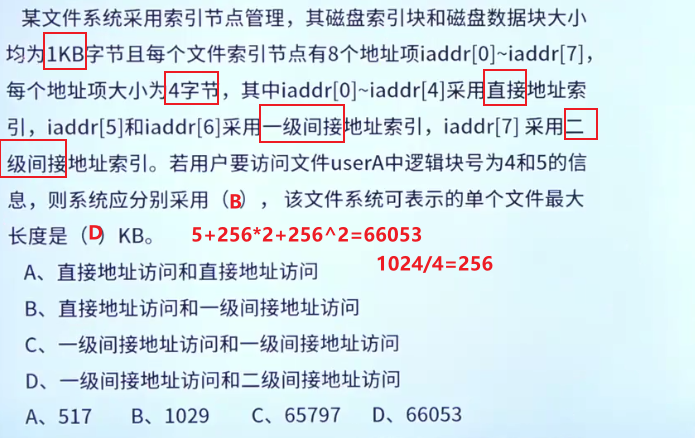 某文件系统采用索引节点管理，其磁盘索引块和磁盘数据块大小
均为1KB字节且每个文件索引节点有8个地址项iaddr[0]~iaddr[7]，
每个地址项大小为4字节，其中iaddr[0]~iaddr[4]采用直接地址索
引，iaddr[5]和iaddr[6]采用一级间接地址索引，iaddr[7] 采用二
级间接地址索引。若用户要访问文件userA中逻辑块号为4和5的信
息，则系统应分别采用（B），该文件系统可表示的单个文件最大
长度是（D）KB。 5+256*2+256^2=66053
1024/4=256
A、直接地址访问和直接地址访问
B、直接地址访问和一级间接地址访问
C、一级间接地址访问和一级间接地址访问
D、一级间接地址访问和二级间接地址访问
A、517 B、1029 C、65797 D、66053